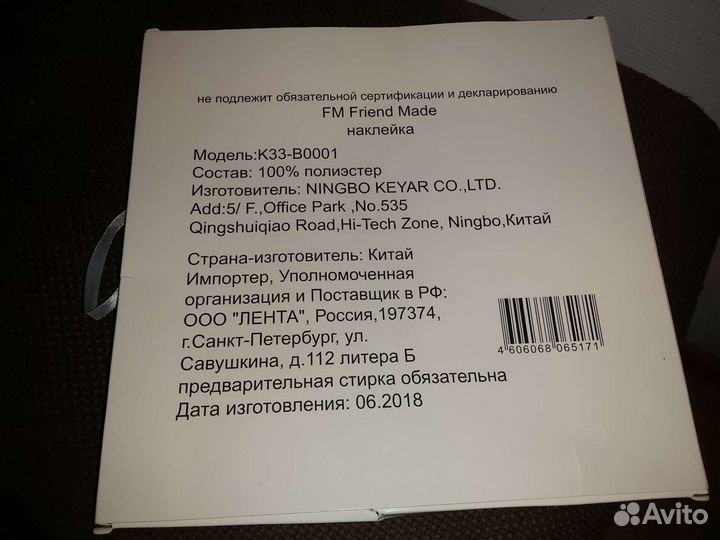 не подлежит обязательной сертификации и декларированию
FM Friend Made
наклейка
Модель:K33-B0001
Состав: 100% полиэстер
Изготовитель: NINGBO KEYAR CO.,LTD.
Add:5/ F.,Office Park ,No.535
Qingshuiqiao Road,Hi-Tech Zone, Ningbo,Китай
Страна-изготовитель: Китай
Импортер, Уполномоченная
организация и Поставщик в РФ:
ООО "ЛЕНТА", Россия,197374,
г.Санкт-Петербург, ул.
Савушкина, д.112 литера Б
предварительная стирка обязательна
Дата изготовления: 06.2018
4 606068 065171
Avito